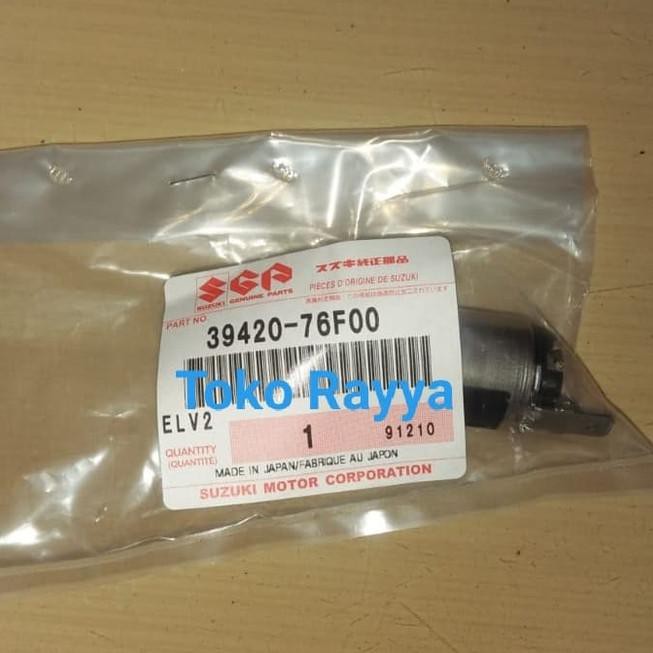 SGP
スズキ純正部品
SUZUKI GENUINE PARTS
PIECES D'ORIGINE DE SUZUKI
PART NO.
39420-76F00
Toko Rayya
ELV2
1
91210
QUANTITY
(QUANTITÉ)
MADE IN JAPAN/FABRIQUE AU JAPON
SUZUKI MOTOR CORPORATION